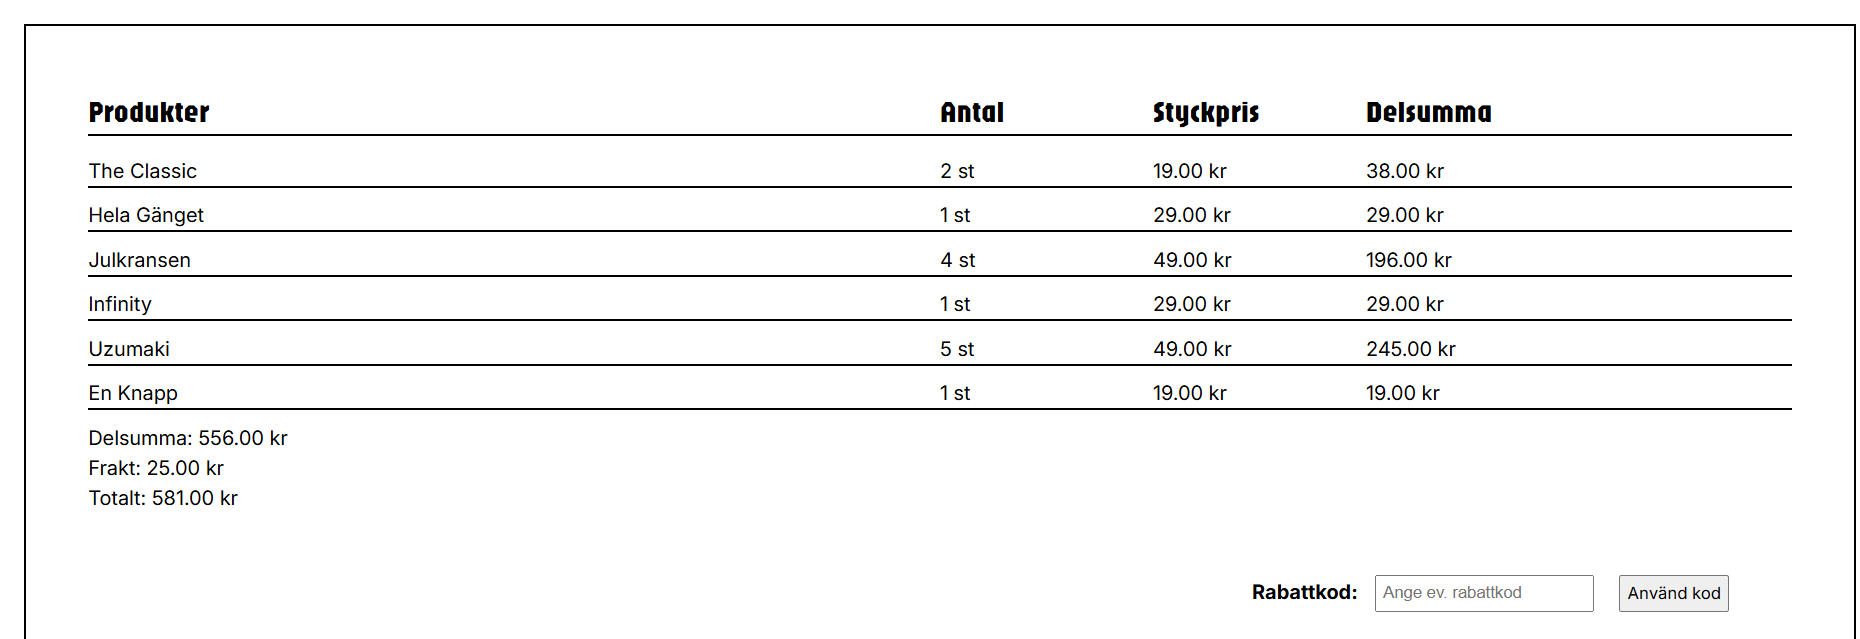 Produkter Antal Styckpris Delsumma
The Classic 2 st 19.00 kr 38.00 kr
Hela Gänget 1 st 29.00 kr 29.00 kr
Julkransen 4 st 49.00 kr 196.00 kr
Infinity 1 st 29.00 kr 29.00 kr
Uzumaki 5 st 49.00 kr 245.00 kr
En Knapp 1 st 19.00 kr 19.00 kr
Delsumma: 556.00 kr
Frakt: 25.00 kr
Totalt: 581.00 kr
Rabattkod: Ange ev. rabattkod Använd kod